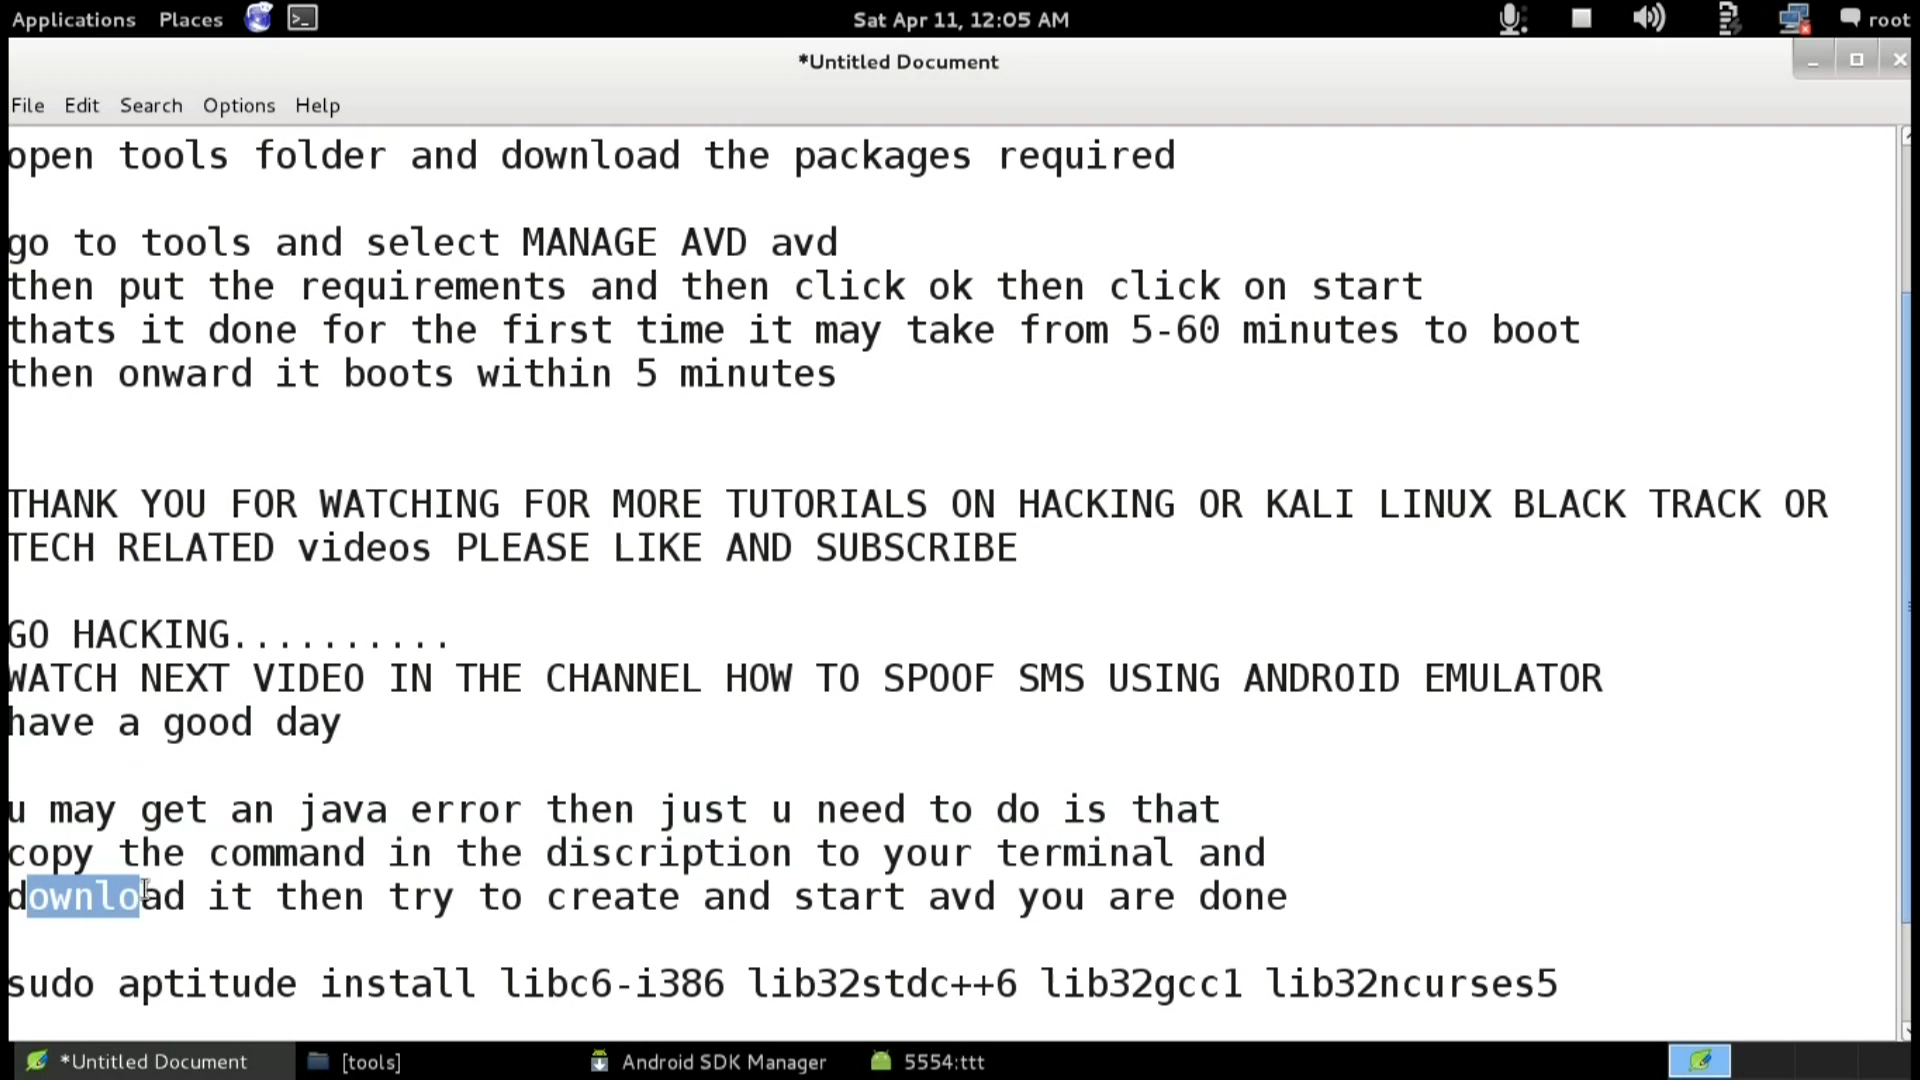 Applications Places Sat Apr 11, 12:05 AM root
*Untitled Document
File Edit Search Options Help
open tools folder and download the packages required
go to tools and select MANAGE AVD avd
then put the requirements and then click ok then click on start
thats it done for the first time it may take from 5-60 minutes to boot
then onward it boots within 5 minutes
THANK YOU FOR WATCHING FOR MORE TUTORIALS ON HACKING OR KALI LINUX BLACK TRACK OR
TECH RELATED videos PLEASE LIKE AND SUBSCRIBE
GO HACKING..........
WATCH NEXT VIDEO IN THE CHANNEL HOW TO SPOOF SMS USING ANDROID EMULATOR
have a good day
u may get an java error then just u need to do is that
copy the command in the discription to your terminal and
download it then try to create and start avd you are done
sudo aptitude install libc6-i386 lib32stdc++6 lib32gcc1 lib32ncurses5
*Untitled Document [tools] Android SDK Manager 5554:ttt